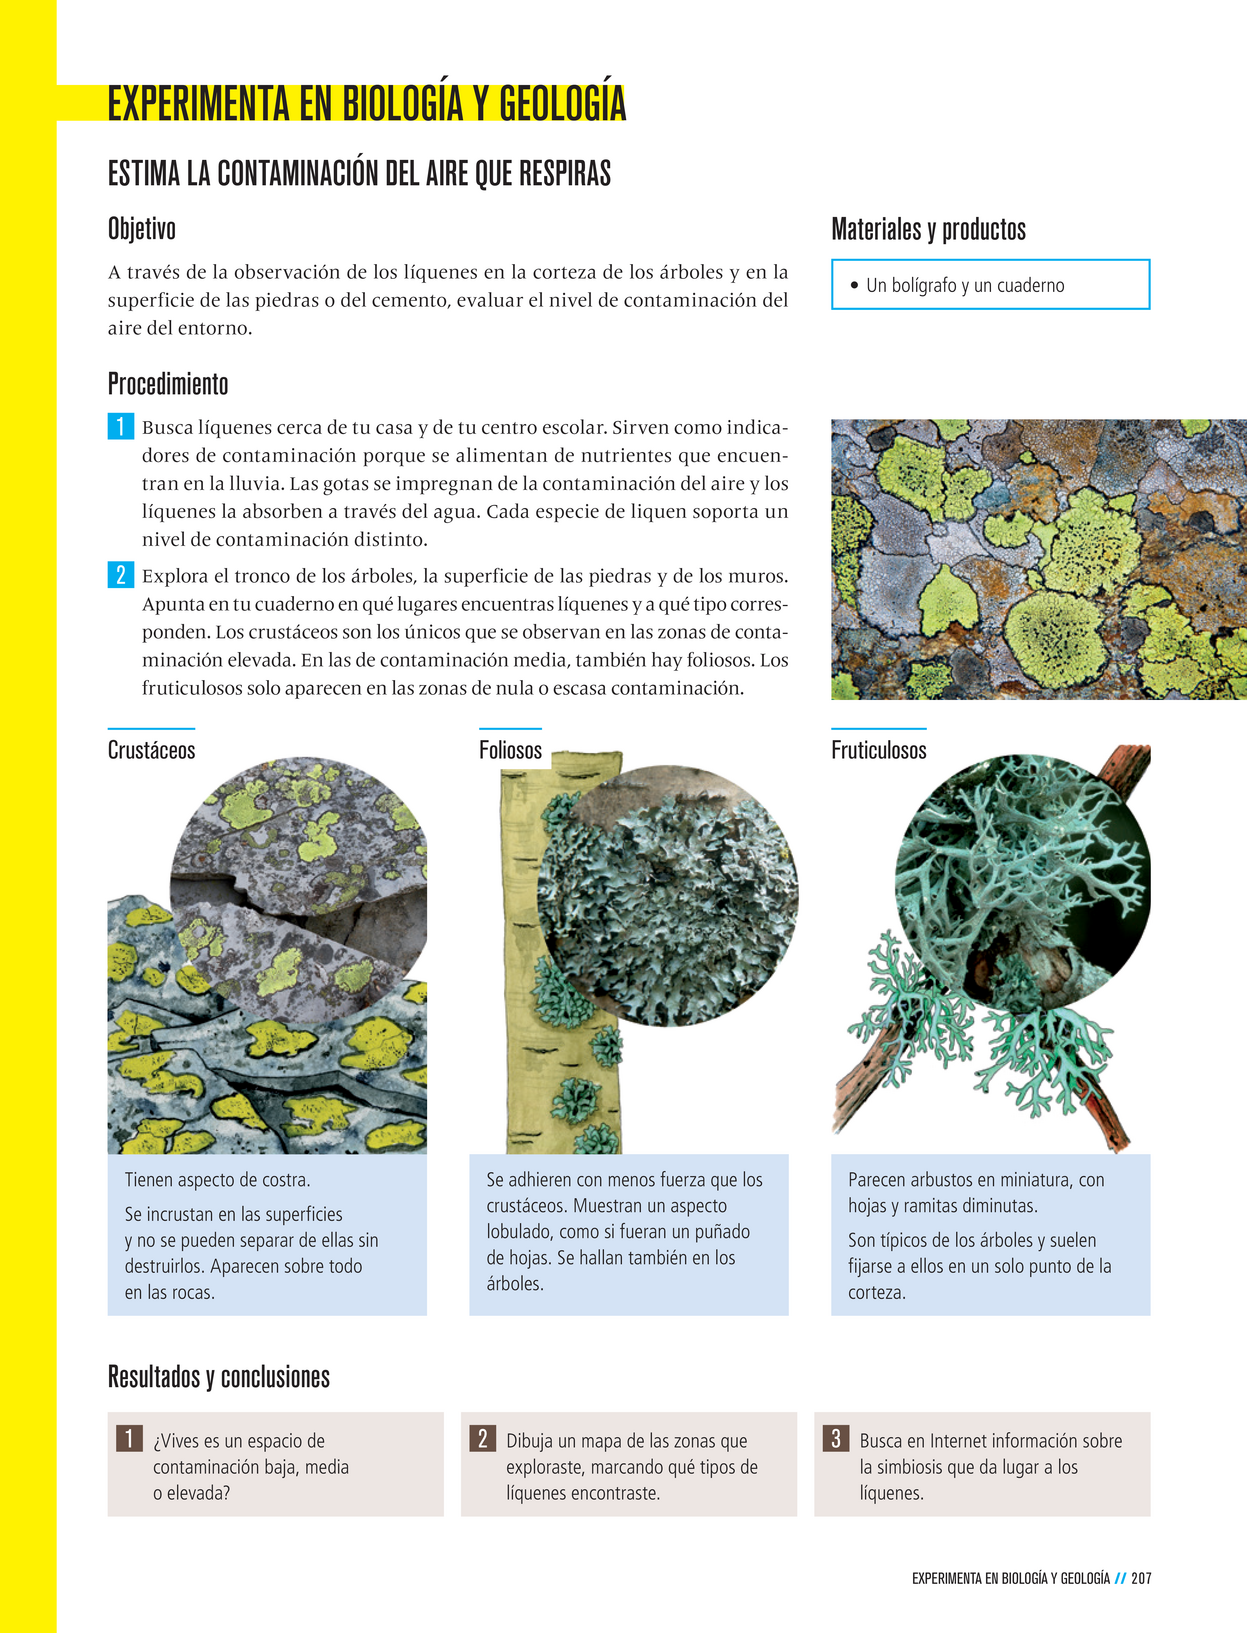 EXPERIMENTA EN BIOLOGÍA Y GEOLOGÍA
ESTIMA LA CONTAMINACIÓN DEL AIRE QUE RESPIRAS
Objetivo
A través de la observación de los líquenes en la corteza de los árboles y en la
superficie de las piedras o del cemento, evaluar el nivel de contaminación del
aire del entorno.
Materiales y productos
• Un bolígrafo y un cuaderno
Procedimiento
1 Busca líquenes cerca de tu casa y de tu centro escolar. Sirven como indica-
dores de contaminación porque se alimentan de nutrientes que encuen-
tran en la lluvia. Las gotas se impregnan de la contaminación del aire y los
líquenes la absorben a través del agua. Cada especie de liquen soporta un
nivel de contaminación distinto.
2 Explora el tronco de los árboles, la superficie de las piedras y de los muros.
Apunta en tu cuaderno en qué lugares encuentras líquenes y a qué tipo corres-
ponden. Los crustáceos son los únicos que se observan en las zonas de conta-
minación elevada. En las de contaminación media, también hay foliosos. Los
fruticulosos solo aparecen en las zonas de nula o escasa contaminación.
Crustáceos
Tienen aspecto de costra.
Se incrustan en las superficies
y no se pueden separar de ellas sin
destruirlos. Aparecen sobre todo
en las rocas.
Foliosos
Se adhieren con menos fuerza que los
crustáceos. Muestran un aspecto
lobulado, como si fueran un puñado
de hojas. Se hallan también en los
árboles.
Fruticulosos
Parecen arbustos en miniatura, con
hojas y ramitas diminutas.
Son típicos de los árboles y suelen
fijarse a ellos en un solo punto de la
corteza.
Resultados y conclusiones
1 ¿Vives es un espacio de
contaminación baja, media
o elevada?
2 Dibuja un mapa de las zonas que
exploraste, marcando qué tipos de
líquenes encontraste.
3 Busca en Internet información sobre
la simbiosis que da lugar a los
líquenes.
EXPERIMENTA EN BIOLOGÍA Y GEOLOGÍA // 207